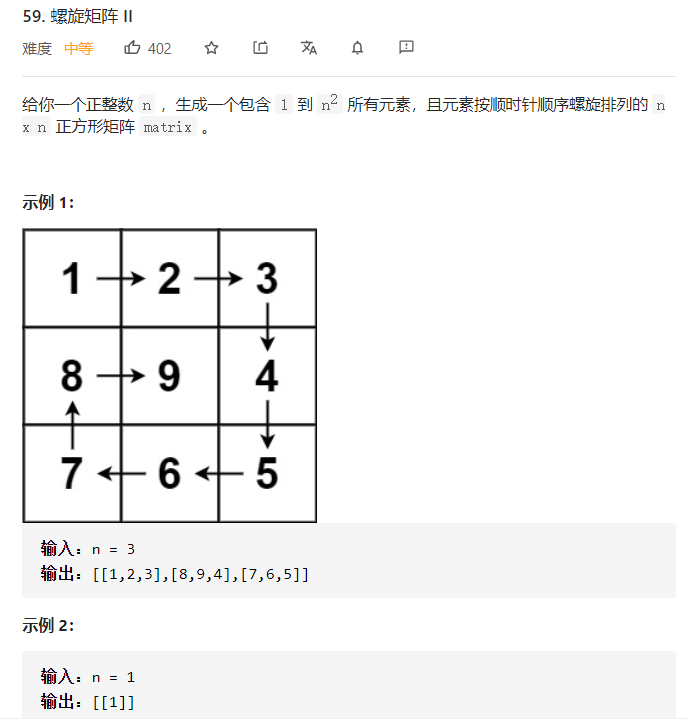 59. 螺旋矩阵 II
难度 中等 402
给你一个正整数 n ，生成一个包含 1 到 n² 所有元素，且元素按顺时针顺序螺旋排列的 n
x n 正方形矩阵 matrix 。
示例 1：
1 2 3
8 9 4
7 6 5
输入：n = 3
输出：[[1,2,3],[8,9,4],[7,6,5]]
示例 2：
输入：n = 1
输出：[[1]]